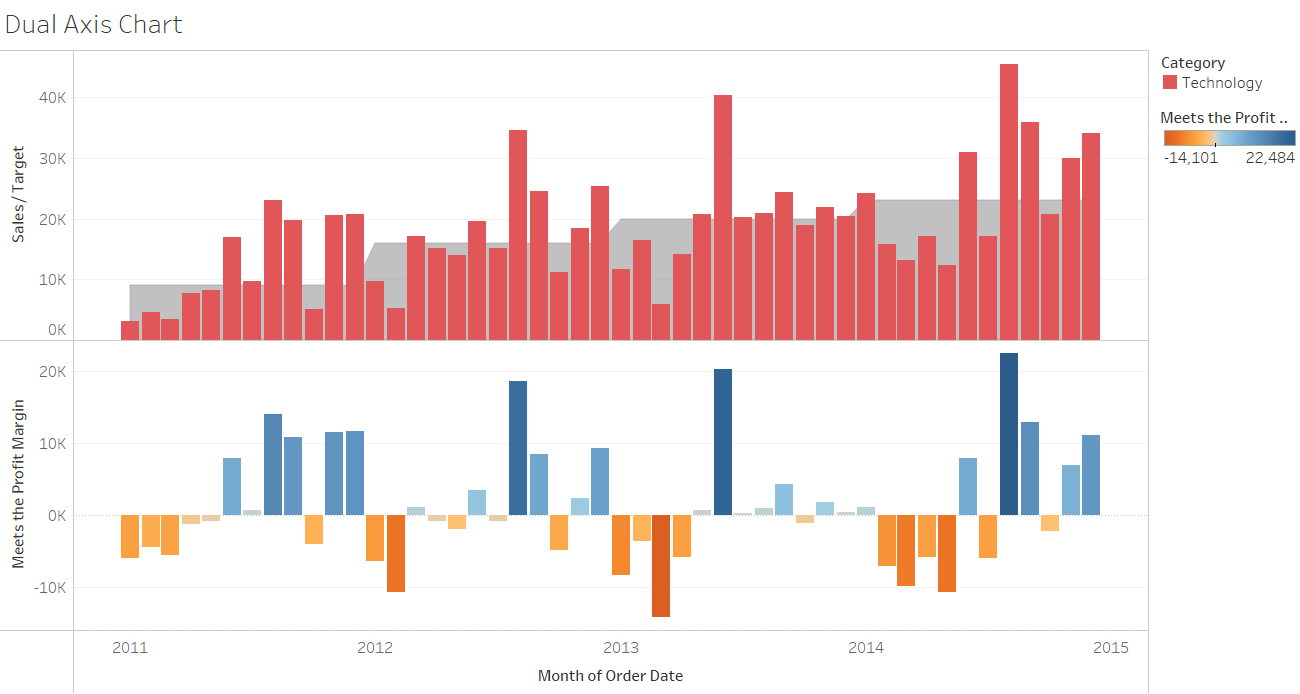 Dual Axis Chart
Sales / Target
40K
30K
20K
10K
0K
Meets the Profit Margin
20K
10K
0K
-10K
2011 2012 2013 2014 2015
Month of Order Date
Category
Technology
Meets the Profit ..
-14,101 22,484